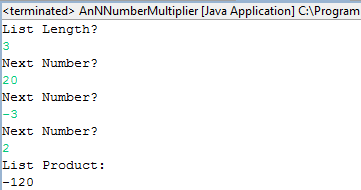 <terminated> AnNNumberMultiplier [Java Application] C:\Program
List Length?
3
Next Number?
20
Next Number?
-3
Next Number?
2
List Product:
-120